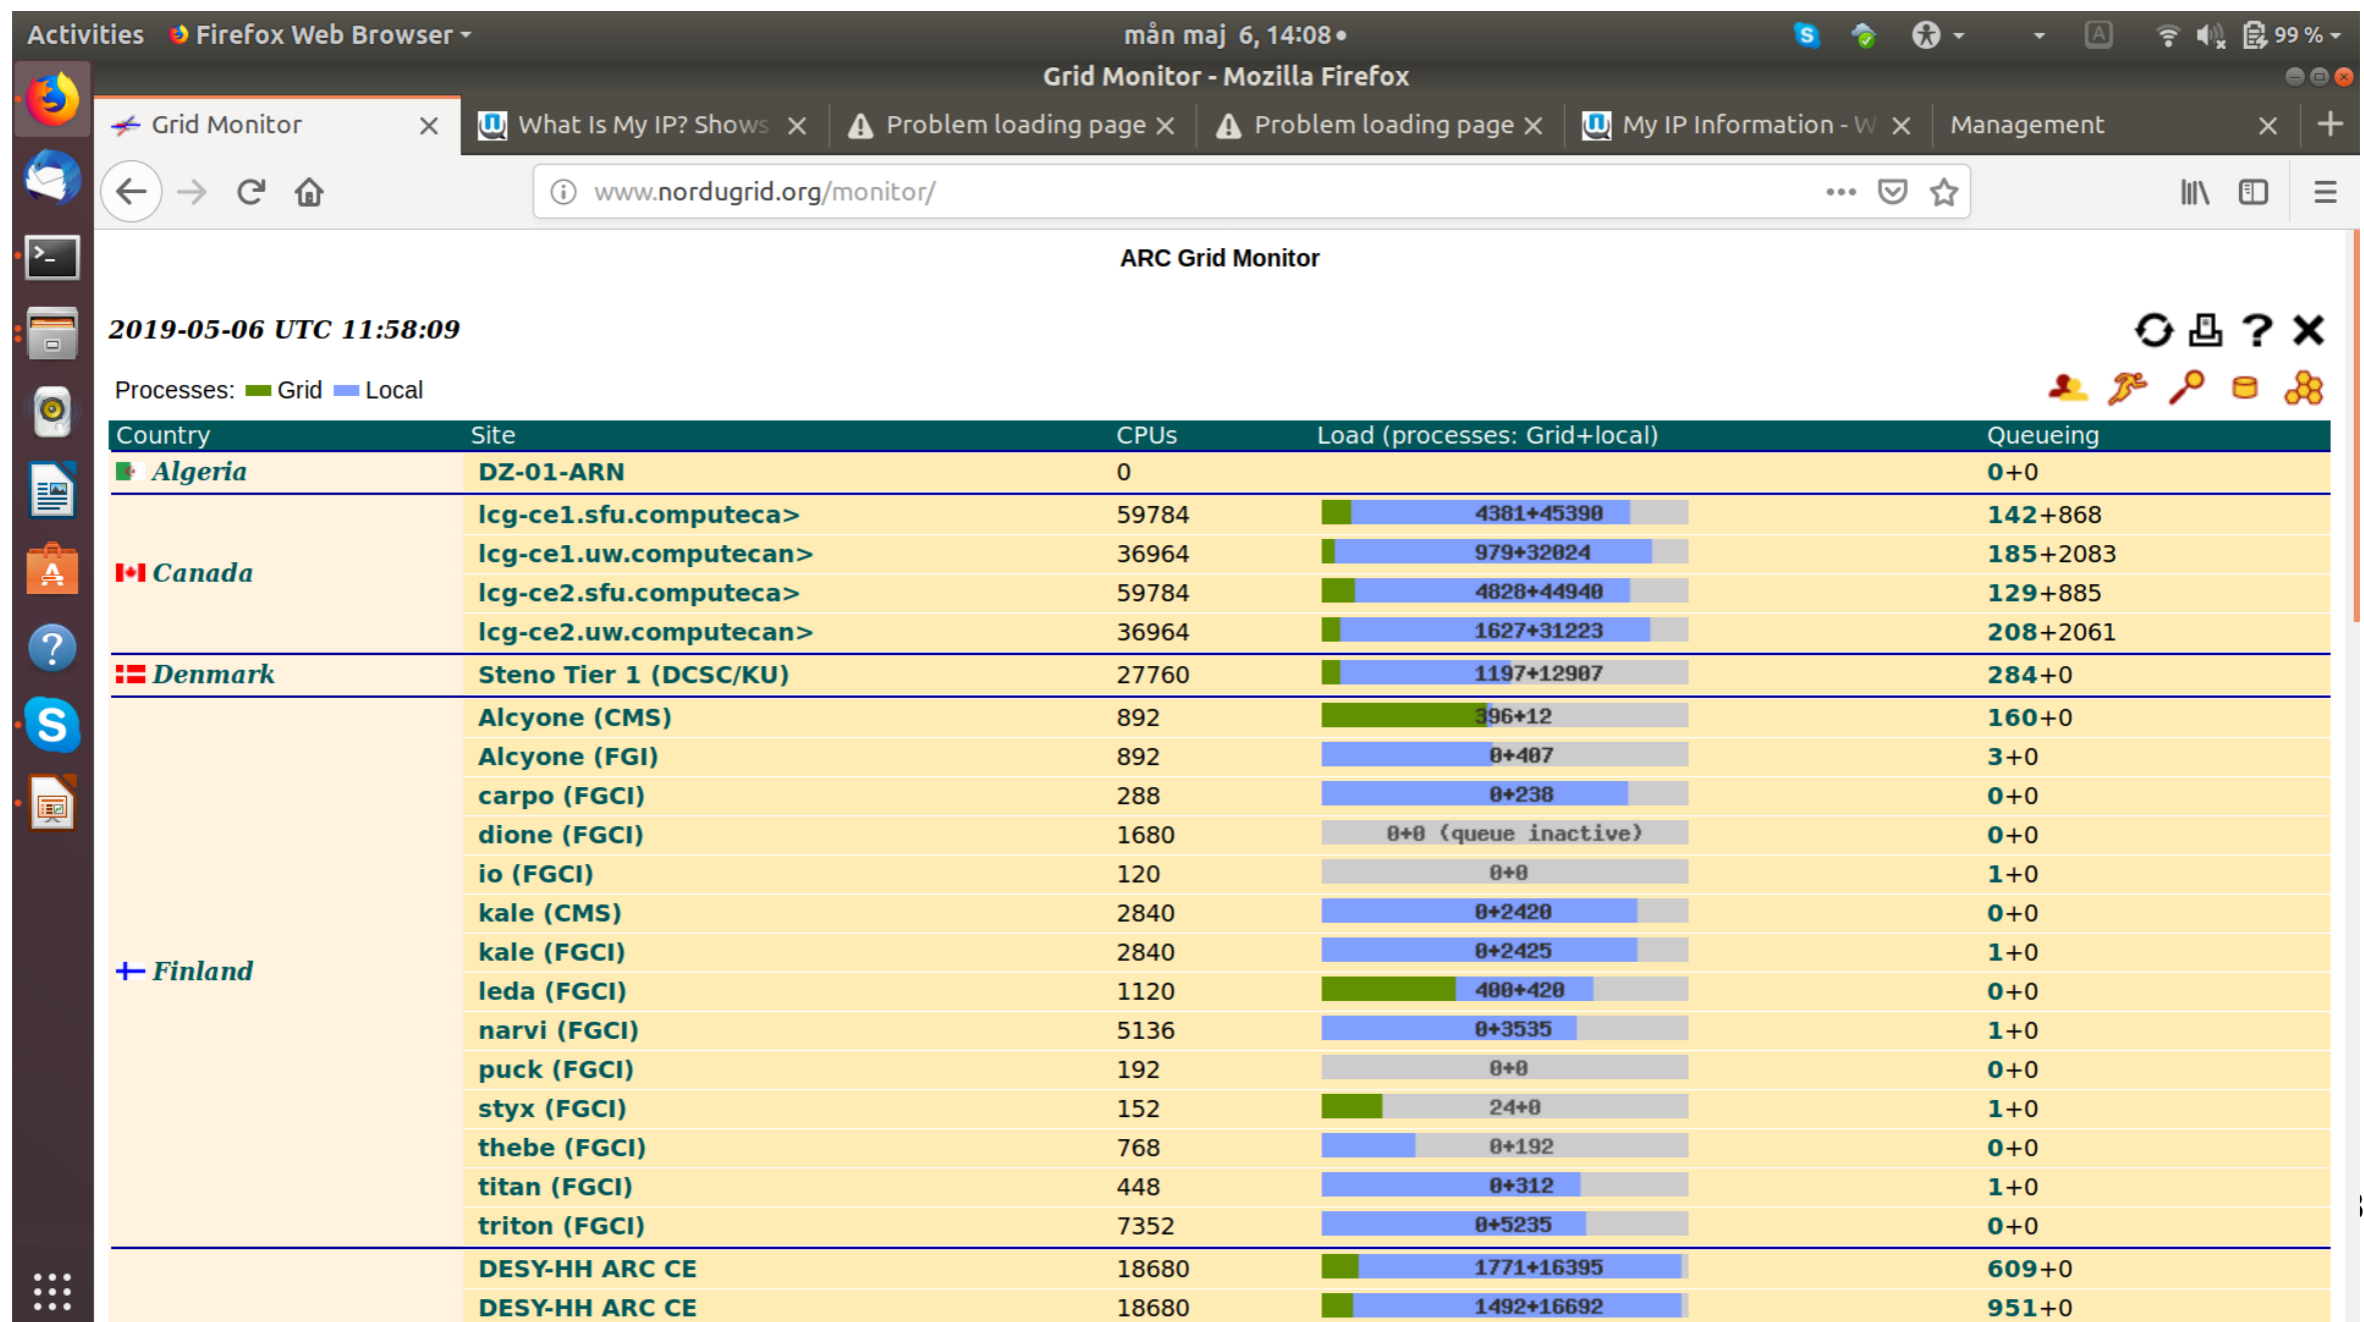 Activities Firefox Web Browser mån maj 6, 14:08 99 %
Grid Monitor - Mozilla Firefox
Grid Monitor What Is My IP? Shows Problem loading page Problem loading page My IP Information - W Management
www.nordugrid.org/monitor/
ARC Grid Monitor
2019-05-06 UTC 11:58:09
Processes: Grid Local
Country Site CPUs Load (processes: Grid+local) Queueing
Algeria DZ-01-ARN 0 0+0
lcg-ce1.sfu.computeca> 59784 4381+45390 142+868
lcg-ce1.uw.computecan> 36964 979+32024 185+2083
Canada
lcg-ce2.sfu.computeca> 59784 4828+44940 129+885
lcg-ce2.uw.computecan> 36964 1627+31223 208+2061
Denmark Steno Tier 1 (DCSC/KU) 27760 1197+12907 284+0
Alcyone (CMS) 892 396+12 160+0
Alcyone (FGI) 892 0+407 3+0
carpo (FGCI) 288 0+238 0+0
dione (FGCI) 1680 0+0 (queue inactive) 0+0
io (FGCI) 120 0+0 1+0
kale (CMS) 2840 0+2420 0+0
kale (FGCI) 2840 0+2425 1+0
Finland
leda (FGCI) 1120 400+420 0+0
narvi (FGCI) 5136 0+3535 1+0
puck (FGCI) 192 0+0 0+0
styx (FGCI) 152 24+0 1+0
thebe (FGCI) 768 0+192 0+0
titan (FGCI) 448 0+312 1+0
triton (FGCI) 7352 0+5235 0+0
DESY-HH ARC CE 18680 1771+16395 609+0
DESY-HH ARC CE 18680 1492+16692 951+0